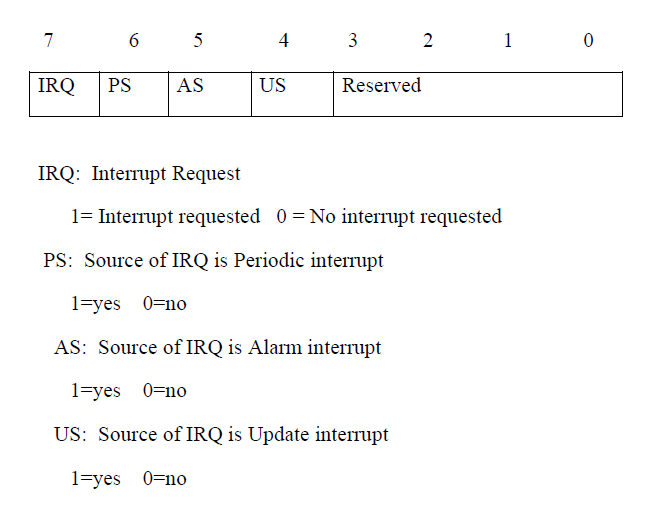 7 6 5 4 3 2 1 0
IRQ PS AS US Reserved
IRQ: Interrupt Request
1= Interrupt requested 0 = No interrupt requested
PS: Source of IRQ is Periodic interrupt
1=yes 0=no
AS: Source of IRQ is Alarm interrupt
1=yes 0=no
US: Source of IRQ is Update interrupt
1=yes 0=no